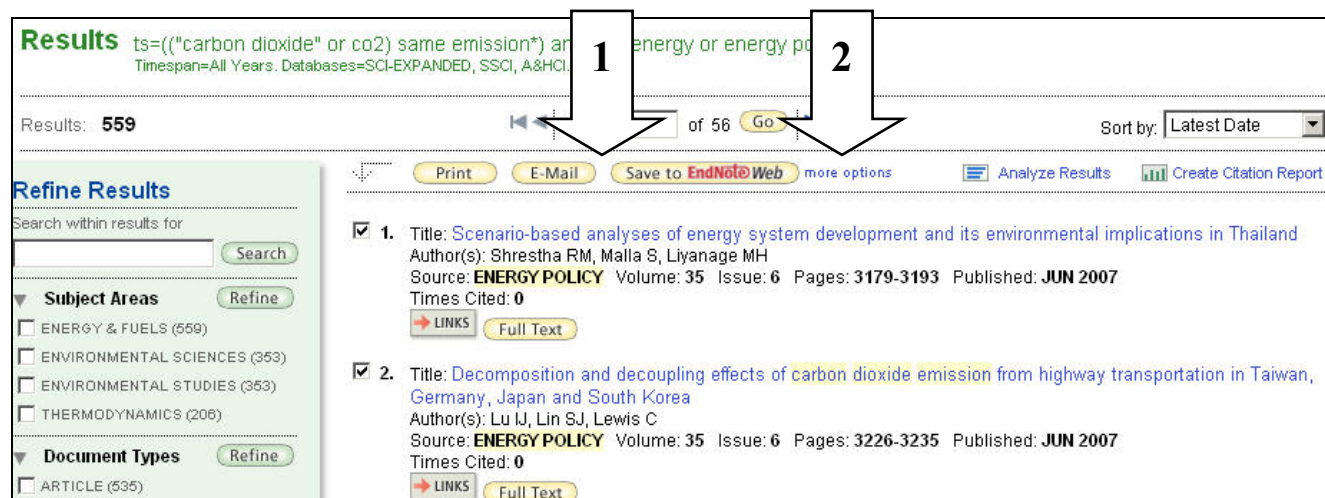 1
2
Results ts=(("carbon dioxide" or co2) same emission*) an energy or energy po
Timespan=All Years. Databases=SCI-EXPANDED, SSCI, A&HCI.
Results: 559
of 56 Go
Sort by: Latest Date
Print E-Mail Save to EndNote Web more options Analyze Results Create Citation Report
Refine Results
Search within results for
Search
Subject Areas Refine
ENERGY & FUELS (559)
ENVIRONMENTAL SCIENCES (353)
ENVIRONMENTAL STUDIES (353)
THERMODYNAMICS (206)
Document Types Refine
ARTICLE (535)
1. Title: Scenario-based analyses of energy system development and its environmental implications in Thailand
Author(s): Shrestha RM, Malla S, Liyanage MH
Source: ENERGY POLICY Volume: 35 Issue: 6 Pages: 3179-3193 Published: JUN 2007
Times Cited: 0
LINKS Full Text
2. Title: Decomposition and decoupling effects of carbon dioxide emission from highway transportation in Taiwan,
Germany, Japan and South Korea
Author(s): Lu IJ, Lin SJ, Lewis C
Source: ENERGY POLICY Volume: 35 Issue: 6 Pages: 3226-3235 Published: JUN 2007
Times Cited: 0
LINKS Full Text